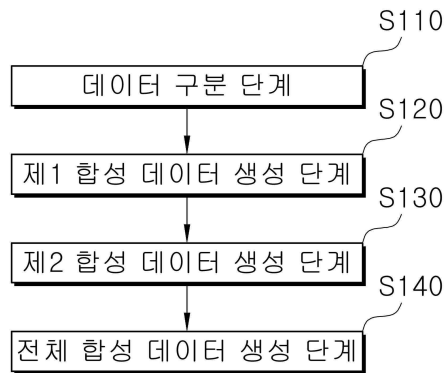 S110
데이터 구분 단계
S120
제1 합성 데이터 생성 단계
S130
제2 합성 데이터 생성 단계
S140
전체 합성 데이터 생성 단계